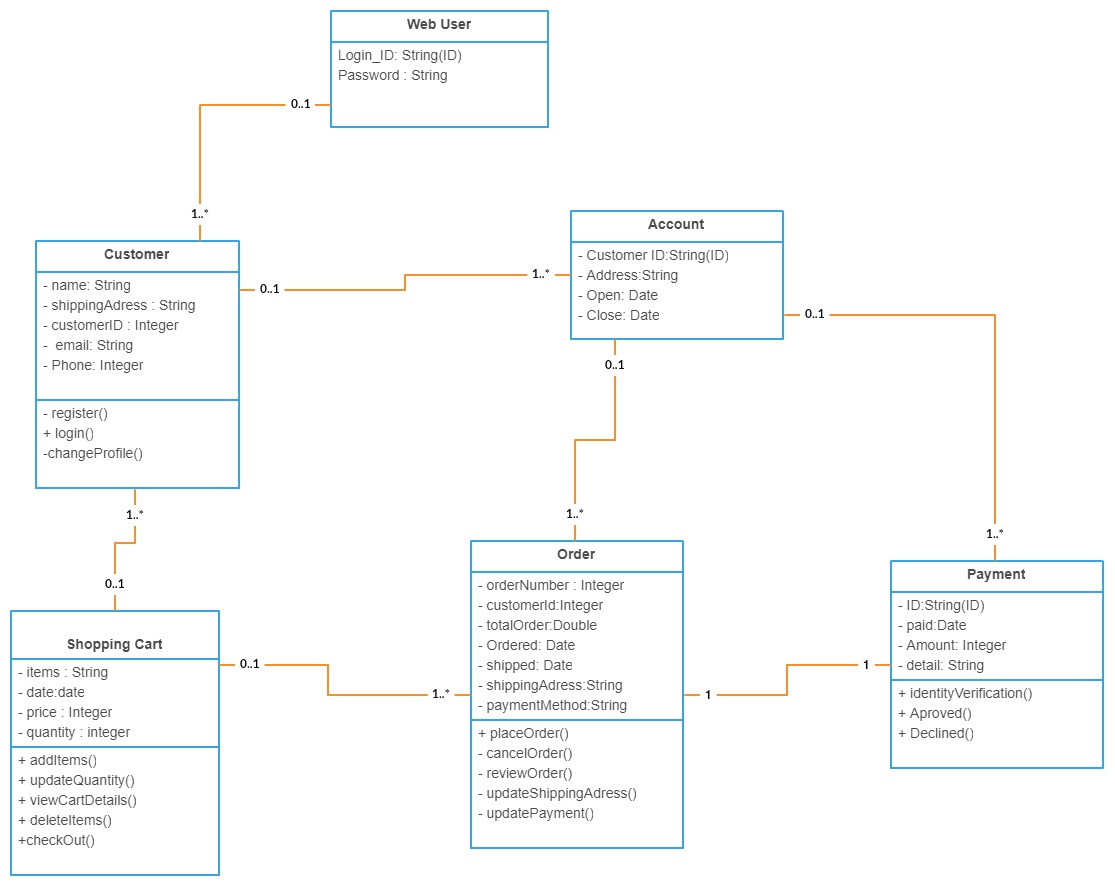 Web User
Login_ID: String(ID)
Password : String
0..1
1..*
Customer
- name: String
- shippingAdress : String
- customerID : Integer
-  email: String
- Phone: Integer
- register()
+ login()
-changeProfile()
0..1
1..*
Account
- Customer ID:String(ID)
- Address:String
- Open: Date
- Close: Date
0..1
1..*
0..1
1..*
1..*
0..1
Shopping Cart
- items : String
- date:date
- price : Integer
- quantity : integer
+ addItems()
+ updateQuantity()
+ viewCartDetails()
+ deleteItems()
+checkOut()
0..1
1..*
Order
- orderNumber : Integer
- customerId:Integer
- totalOrder:Double
- Ordered: Date
- shipped: Date
- shippingAdress:String
- paymentMethod:String
+ placeOrder()
- cancelOrder()
- reviewOrder()
- updateShippingAdress()
- updatePayment()
1
1
Payment
- ID:String(ID)
- paid:Date
- Amount: Integer
- detail: String
+ identityVerification()
+ Aproved()
+ Declined()